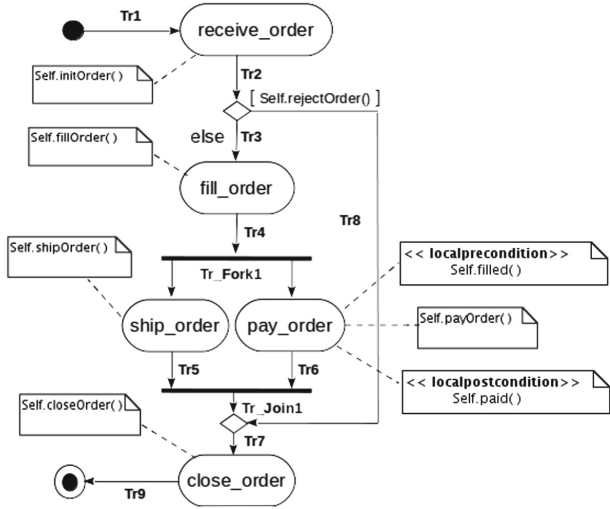 Tr1
receive_order
Self.initOrder( )
Tr2
[ Self.rejectOrder() ]
else
Tr3
Self.fillOrder( )
fill_order
Tr4
Tr8
Self.shipOrder( )
Tr_Fork1
<< localprecondition>>
Self.filled( )
ship_order
pay_order
Self.payOrder( )
Tr5
Tr6
<< localpostcondition>>
Self.paid( )
Self.closeOrder( )
Tr_Join1
Tr7
close_order
Tr9